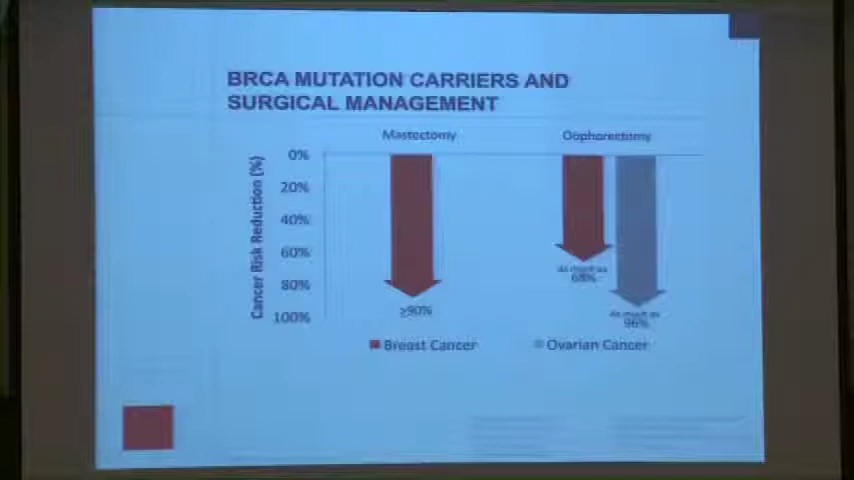 BRCA MUTATION CARRIERS AND
SURGICAL MANAGEMENT
Mastectomy
Oophorectomy
Cancer Risk Reduction (%)
0%
20%
40%
60%
80%
100%
≥90%
As much as
68%
As much as
96%
Breast Cancer
Ovarian Cancer